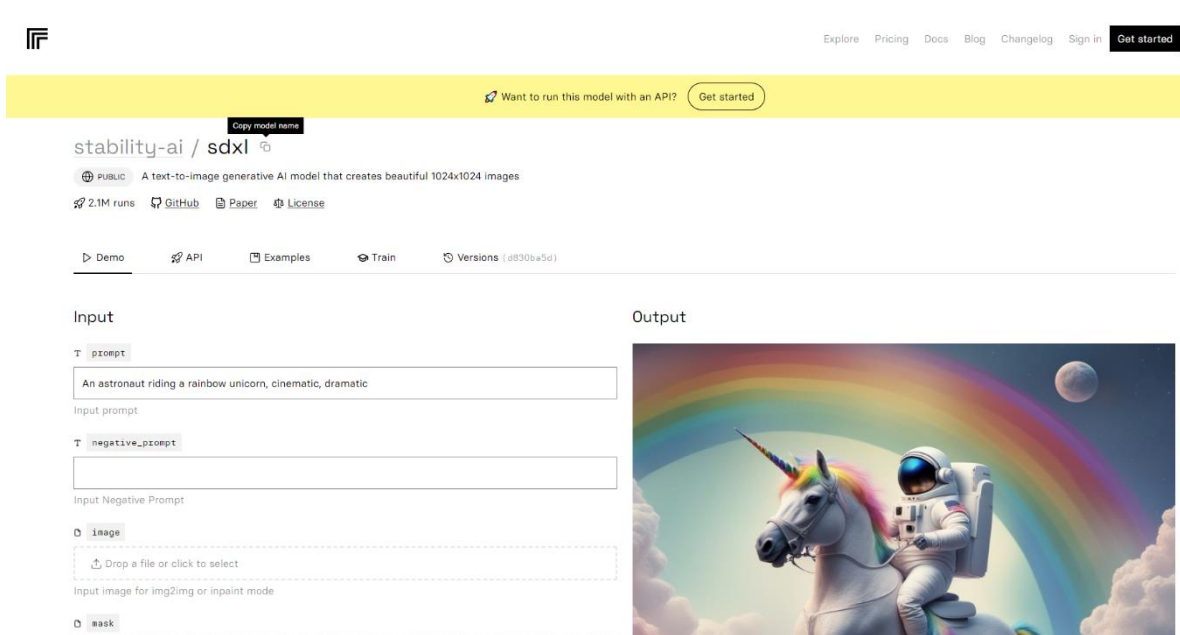 Explore Pricing Docs Blog Changelog Sign in Get started
🚀 Want to run this model with an API? Get started
Copy model name
stability-ai / sdxl
PUBLIC A text-to-image generative AI model that creates beautiful 1024x1024 images
2.1M runs GitHub Paper License
Demo API Examples Train Versions (d830ba5d)
Input Output
T prompt
An astronaut riding a rainbow unicorn, cinematic, dramatic
Input prompt
T negative_prompt
Input Negative Prompt
image
Drop a file or click to select
Input image for img2img or inpaint mode
mask